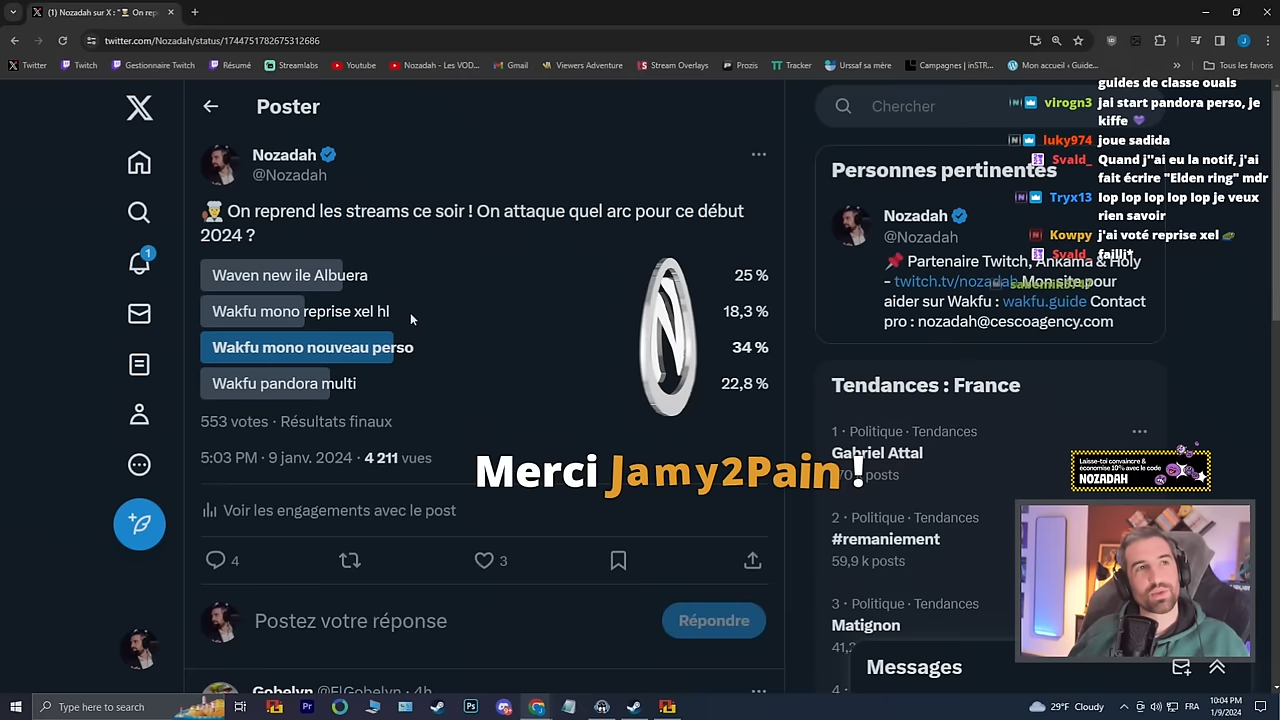 (1) Nozadah sur X : "🧑‍🍳 On rep
twitter.com/Nozadah/status/1744751782675312686
Twitter
Twitch
Gestionnaire Twitch
Résumé
Streamlabs
Youtube
Nozadah - Les VOD...
Gmail
Viewers Adventure
Stream Overlays
Prozis
Tracker
Urssaf sa mère
Campagnes | inSTR...
Mon accueil ‹ Guide...
»
Tous les favoris
Poster
Nozadah
@Nozadah
🧑‍🍳 On reprend les streams ce soir ! On attaque quel arc pour ce début
2024 ?
Waven new ile Albuera 25 %
Wakfu mono reprise xel hl 18,3 %
Wakfu mono nouveau perso 34 %
Wakfu pandora multi 22,8 %
553 votes · Résultats finaux
5:03 PM · 9 janv. 2024 · 4 211 vues
Merci Jamy2Pain !
Voir les engagements avec le post
4
3
Postez votre réponse
Répondre
Gobelyn @ElGobelyn · 4h
1
Chercher
guides de classe ouais
virogn3 jai start pandora perso, je
kiffe 💜
luky974 joue sadida
Svald_ Quand j''ai eu la notif, j'ai
fait écrire "Elden ring" mdr
Tryx13 lop lop lop lop lop je veux
rien savoir
Kowpy j'ai voté reprise xel
Svald_ failli*
Personnes pertinentes
Nozadah
@Nozadah
📌 Partenaire Twitch, Ankama & Holy
- twitch.tv/nozadah Mon site pour
aider sur Wakfu : wakfu.guide Contact
pro : nozadah@cescoagency.com
Tendances : France
1 · Politique · Tendances
Gabriel Attal
posts
Laisse-toi convaincre &
économise 10% avec le code
NOZADAH
2 · Politique · Tendances
#remaniement
59,9 k posts
3 · Politique · Tendances
Matignon
41,
4 ·
Messages
Type here to search
29°F Cloudy
FRA
10:04 PM
1/9/2024